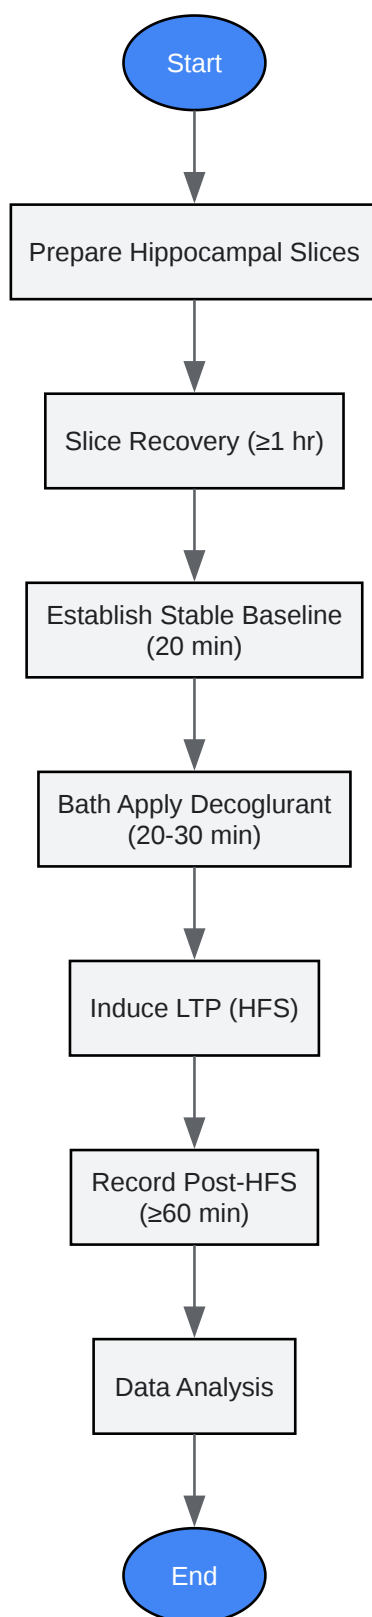 Start
Prepare Hippocampal Slices
Slice Recovery (≥1 hr)
Establish Stable Baseline
(20 min)
Bath Apply Decoglurant
(20-30 min)
Induce LTP (HFS)
Record Post-HFS
(≥60 min)
Data Analysis
End